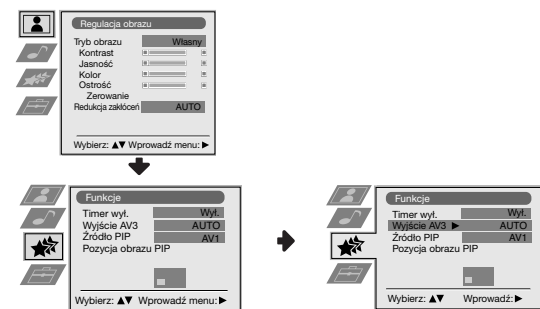 Regulacja obrazu
Tryb obrazu Własny
Kontrast
Jasność
Kolor
Ostrość
Zerowanie
Redukcja zakłóceń AUTO
Wybierz: ▲▼ Wprowadź menu: ▶
Funkcje
Timer wył. Wył.
Wyjście AV3 AUTO
Źródło PIP AV1
Pozycja obrazu PIP
Wybierz: ▲▼ Wprowadź menu: ▶
Funkcje
Timer wył. Wył.
Wyjście AV3 ▶ AUTO
Źródło PIP AV1
Pozycja obrazu PIP
Wybierz: ▲▼ Wprowadź: ▶